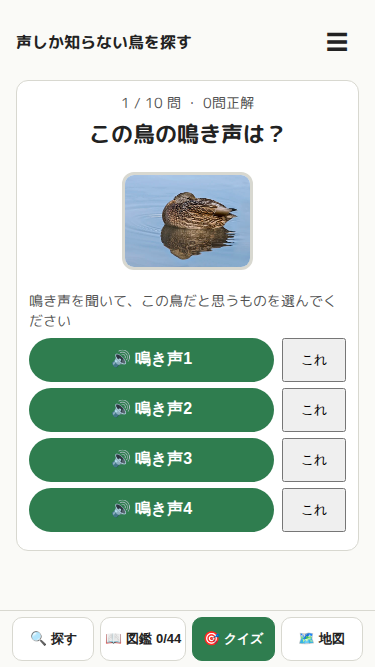 声しか知らない鳥を探す
1 / 10 問 · 0問正解
この鳥の鳴き声は？
鳴き声を聞いて、この鳥だと思うものを選んでく
ださい
🔊 鳴き声1
これ
🔊 鳴き声2
これ
🔊 鳴き声3
これ
🔊 鳴き声4
これ
🔍 探す
📖 図鑑 0/44
🎯 クイズ
🗺️ 地図